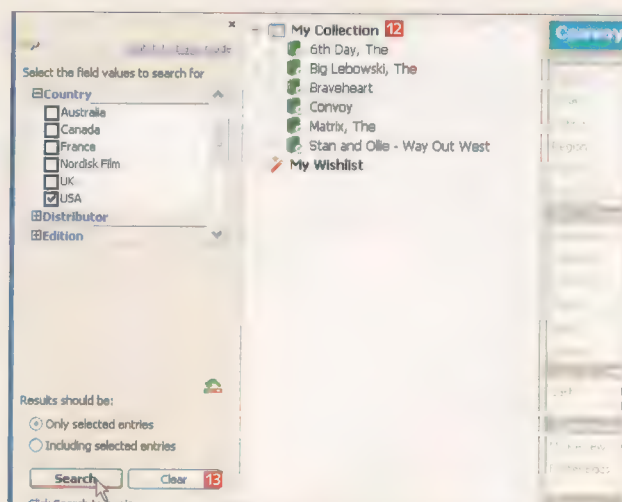 Select the field values to search for
Country
Australia
Canada
France
Nordisk Film
UK
USA
Distributor
Edition
Results should be:
Only selected entries
Including selected entries
Search
Clear 13
My Collection 12
6th Day, The
Big Lebowski, The
Braveheart
Convoy
Matrix, The
Stan and Ollie - Way Out West
My Wishlist
Convoy
Region